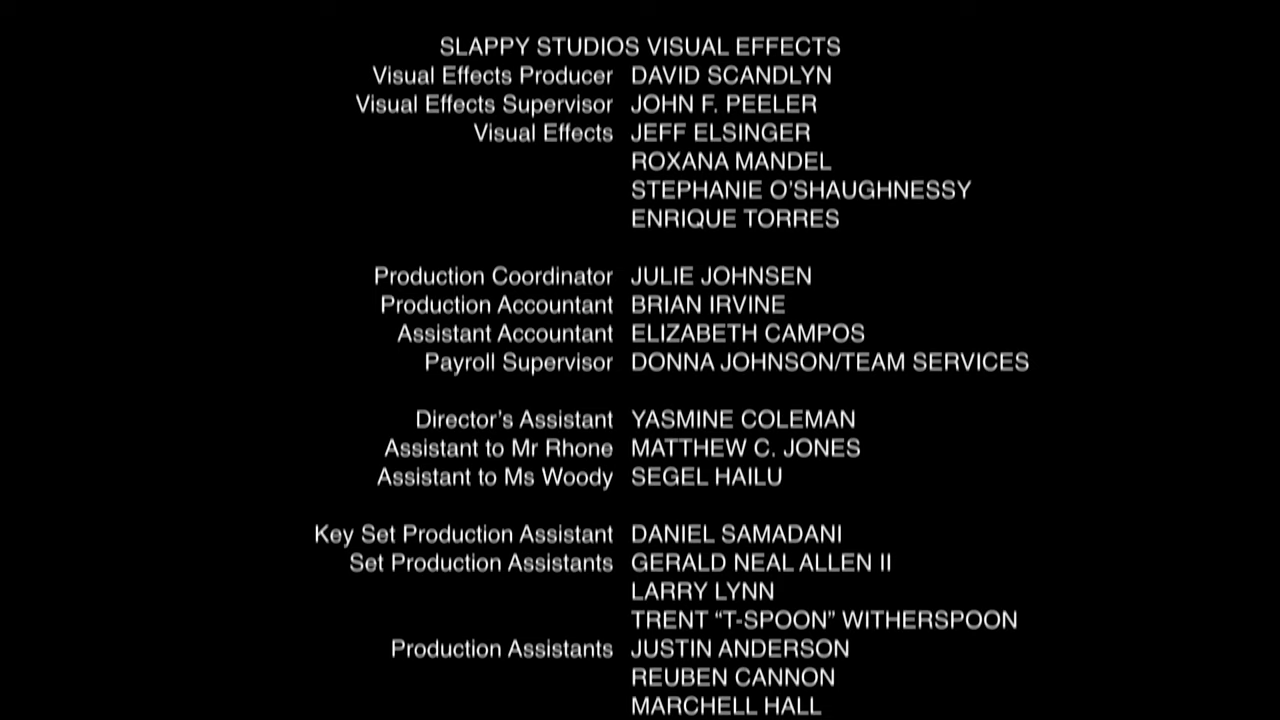 SLAPPY STUDIOS VISUAL EFFECTS
Visual Effects Producer DAVID SCANDLYN
Visual Effects Supervisor JOHN F. PEELER
Visual Effects JEFF ELSINGER
ROXANA MANDEL
STEPHANIE O'SHAUGHNESSY
ENRIQUE TORRES
Production Coordinator JULIE JOHNSEN
Production Accountant BRIAN IRVINE
Assistant Accountant ELIZABETH CAMPOS
Payroll Supervisor DONNA JOHNSON/TEAM SERVICES
Director's Assistant YASMINE COLEMAN
Assistant to Mr Rhone MATTHEW C. JONES
Assistant to Ms Woody SEGEL HAILU
Key Set Production Assistant DANIEL SAMADANI
Set Production Assistants GERALD NEAL ALLEN II
LARRY LYNN
TRENT “T-SPOON” WITHERSPOON
Production Assistants JUSTIN ANDERSON
REUBEN CANNON
MARCHELL HALL